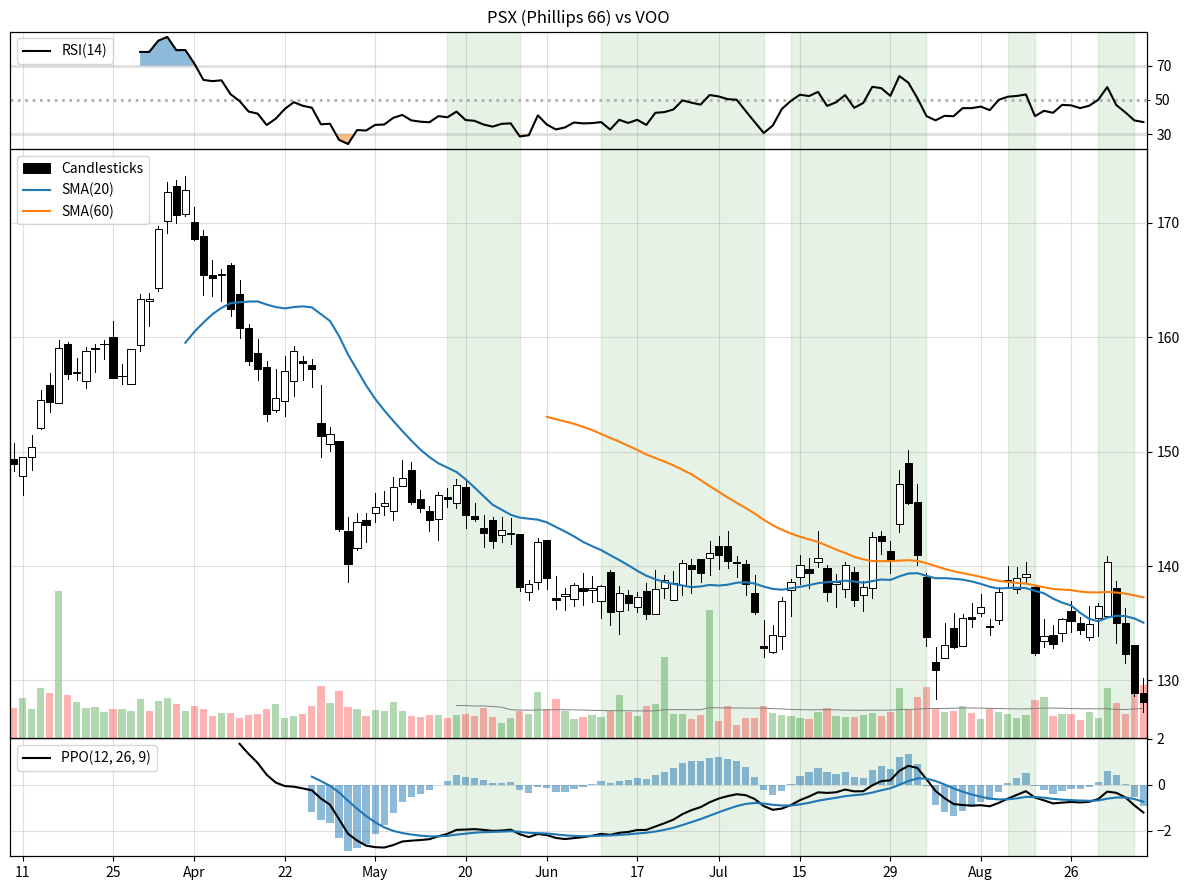 PSX (Phillips 66) vs VOO
RSI(14)
70
50
30
Candlesticks
SMA(20)
SMA(60)
170
160
150
140
130
PPO(12, 26, 9)
2
0
−2
11 25 Apr 22 May 20 Jun 17 Jul 15 29 Aug 26